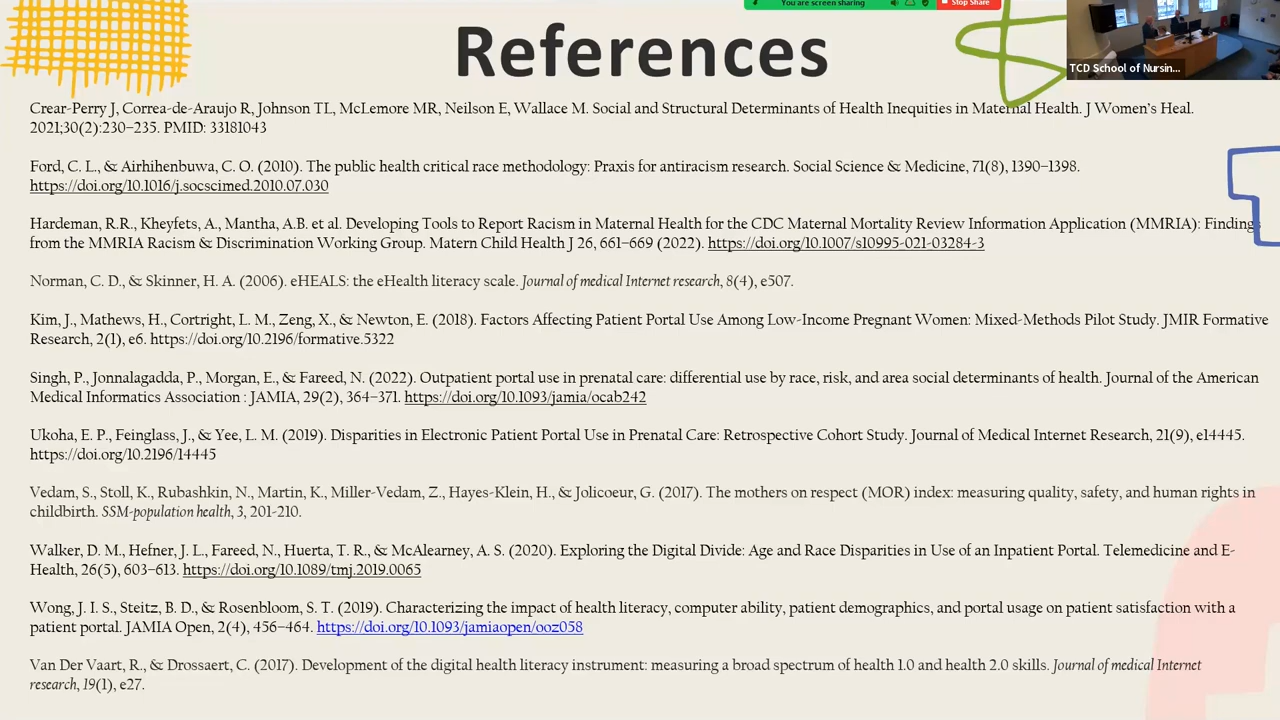 You are screen sharing
Stop Share
TCD School of Nursin...
References
Crear-Perry J, Correa-de-Araujo R, Johnson TL, McLemore MR, Neilson E, Wallace M. Social and Structural Determinants of Health Inequities in Maternal Health. J Women's Heal.
2021;30(2):230–235. PMID: 33181043
Ford, C. L., & Airhihenbuwa, C. O. (2010). The public health critical race methodology: Praxis for antiracism research. Social Science & Medicine, 71(8), 1390–1398.
https://doi.org/10.1016/j.socscimed.2010.07.030
Hardeman, R.R., Kheyfets, A., Mantha, A.B. et al. Developing Tools to Report Racism in Maternal Health for the CDC Maternal Mortality Review Information Application (MMRIA): Findings
from the MMRIA Racism & Discrimination Working Group. Matern Child Health J 26, 661–669 (2022). https://doi.org/10.1007/s10995-021-03284-3
Norman, C. D., & Skinner, H. A. (2006). eHEALS: the eHealth literacy scale. Journal of medical Internet research, 8(4), e507.
Kim, J., Mathews, H., Cortright, L. M., Zeng, X., & Newton, E. (2018). Factors Affecting Patient Portal Use Among Low-Income Pregnant Women: Mixed-Methods Pilot Study. JMIR Formative
Research, 2(1), e6. https://doi.org/10.2196/formative.5322
Singh, P., Jonnalagadda, P., Morgan, E., & Fareed, N. (2022). Outpatient portal use in prenatal care: differential use by race, risk, and area social determinants of health. Journal of the American
Medical Informatics Association : JAMIA, 29(2), 364–371. https://doi.org/10.1093/jamia/ocab242
Ukoha, E. P., Feinglass, J., & Yee, L. M. (2019). Disparities in Electronic Patient Portal Use in Prenatal Care: Retrospective Cohort Study. Journal of Medical Internet Research, 21(9), e14445.
https://doi.org/10.2196/14445
Vedam, S., Stoll, K., Rubashkin, N., Martin, K., Miller-Vedam, Z., Hayes-Klein, H., & Jolicoeur, G. (2017). The mothers on respect (MOR) index: measuring quality, safety, and human rights in
childbirth. SSM-population health, 3, 201-210.
Walker, D. M., Hefner, J. L., Fareed, N., Huerta, T. R., & McAlearney, A. S. (2020). Exploring the Digital Divide: Age and Race Disparities in Use of an Inpatient Portal. Telemedicine and E-
Health, 26(5), 603–613. https://doi.org/10.1089/tmj.2019.0065
Wong, J. I. S., Steitz, B. D., & Rosenbloom, S. T. (2019). Characterizing the impact of health literacy, computer ability, patient demographics, and portal usage on patient satisfaction with a
patient portal. JAMIA Open, 2(4), 456–464. https://doi.org/10.1093/jamiaopen/ooz058
Van Der Vaart, R., & Drossaert, C. (2017). Development of the digital health literacy instrument: measuring a broad spectrum of health 1.0 and health 2.0 skills. Journal of medical Internet
research, 19(1), e27.